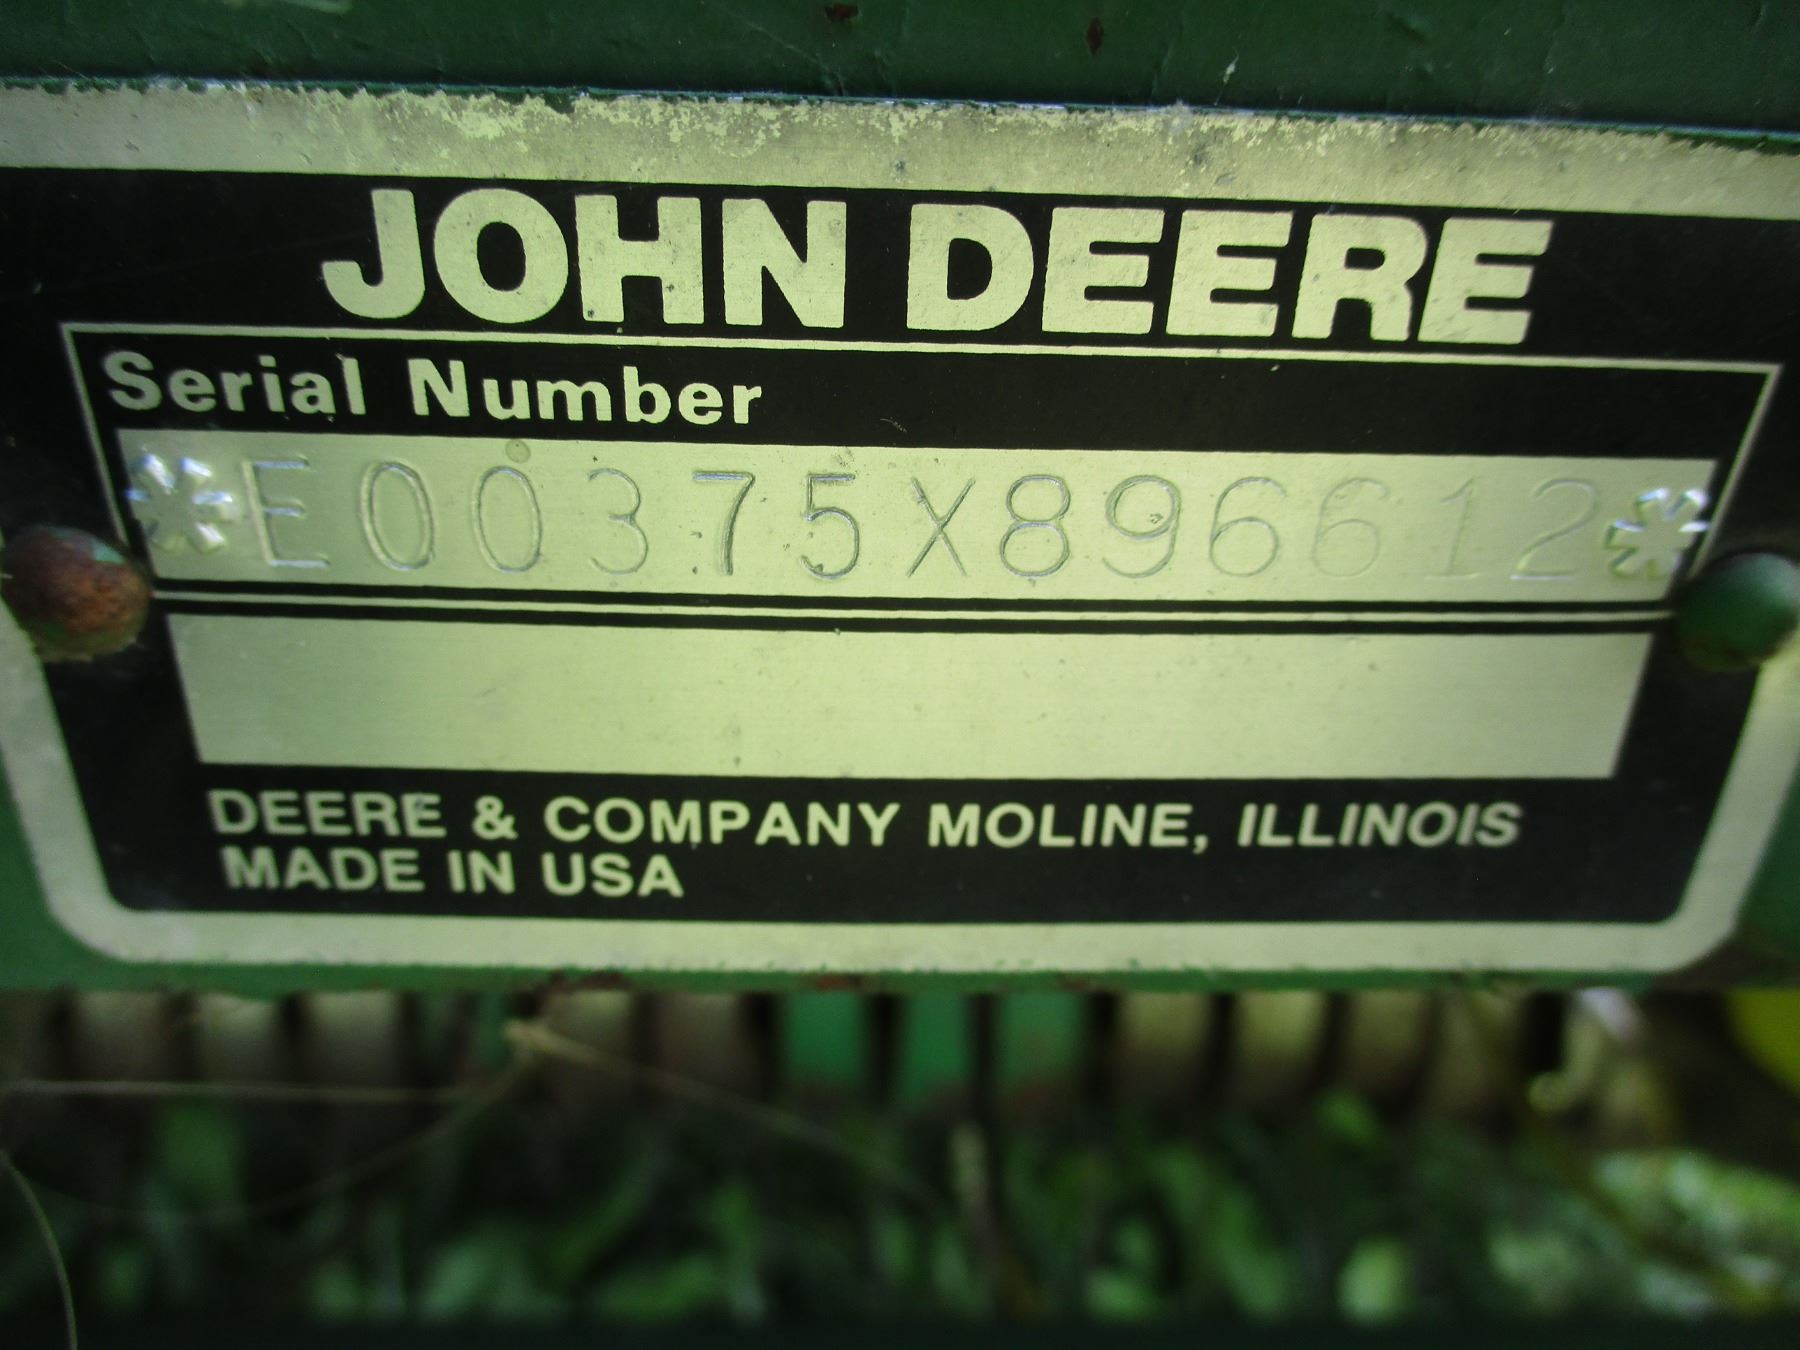 JOHN DEERE
Serial Number
*E00375X896612*
DEERE & COMPANY MOLINE, ILLINOIS
MADE IN USA